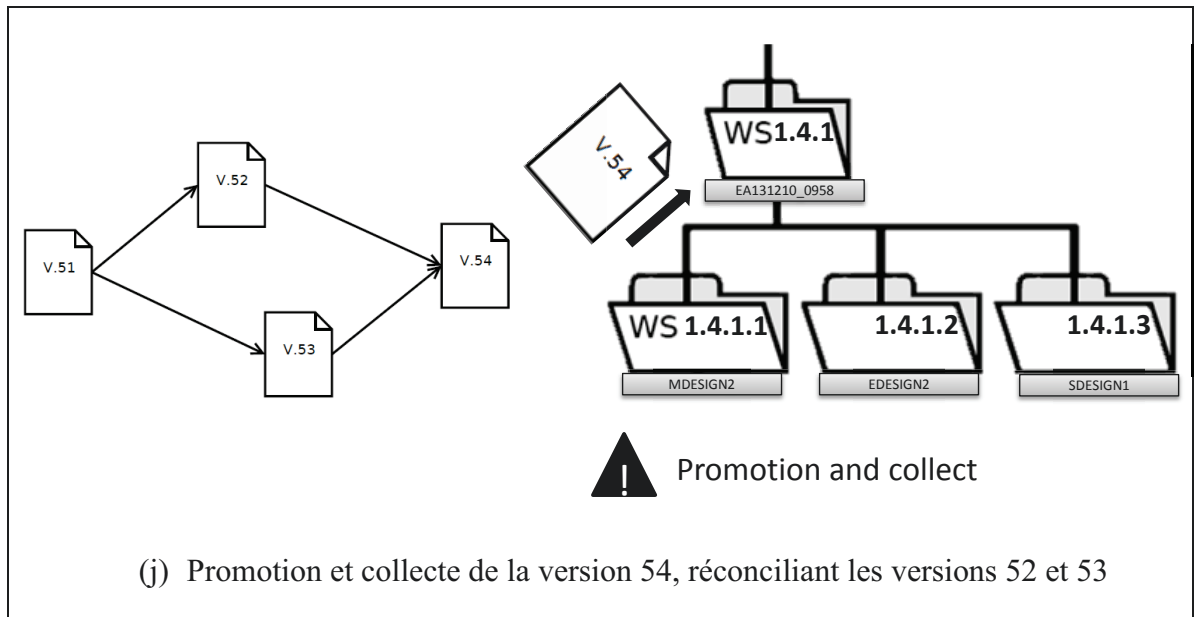 V.51
V.52
V.53
V.54
V.54
WS 1.4.1
EA131210_0958
WS 1.4.1.1
MDESIGN2
1.4.1.2
EDESIGN2
1.4.1.3
SDESIGN1
! Promotion and collect
(j) Promotion et collecte de la version 54, réconciliant les versions 52 et 53